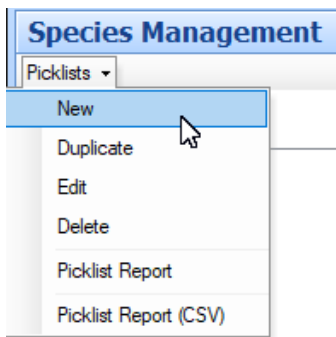 Species Management
Picklists
New
Duplicate
Edit
Delete
Picklist Report
Picklist Report (CSV)